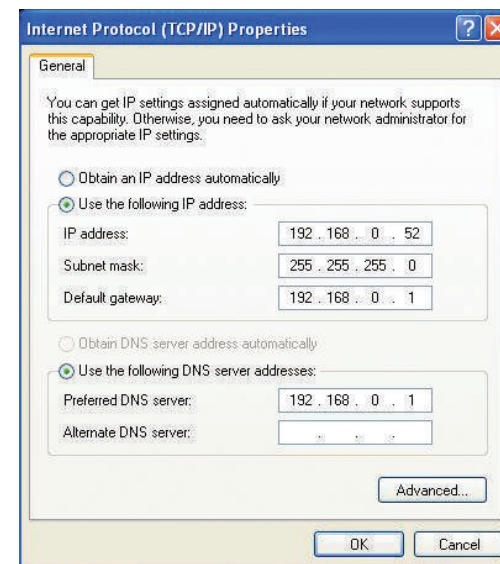 Internet Protocol (TCP/IP) Properties
General
You can get IP settings assigned automatically if your network supports
this capability. Otherwise, you need to ask your network administrator for
the appropriate IP settings.
Obtain an IP address automatically
Use the following IP address:
IP address: 192 . 168 . 0 . 52
Subnet mask: 255 . 255 . 255 . 0
Default gateway: 192 . 168 . 0 . 1
Obtain DNS server address automatically
Use the following DNS server addresses:
Preferred DNS server: 192 . 168 . 0 . 1
Alternate DNS server: . . .
Advanced...
OK Cancel